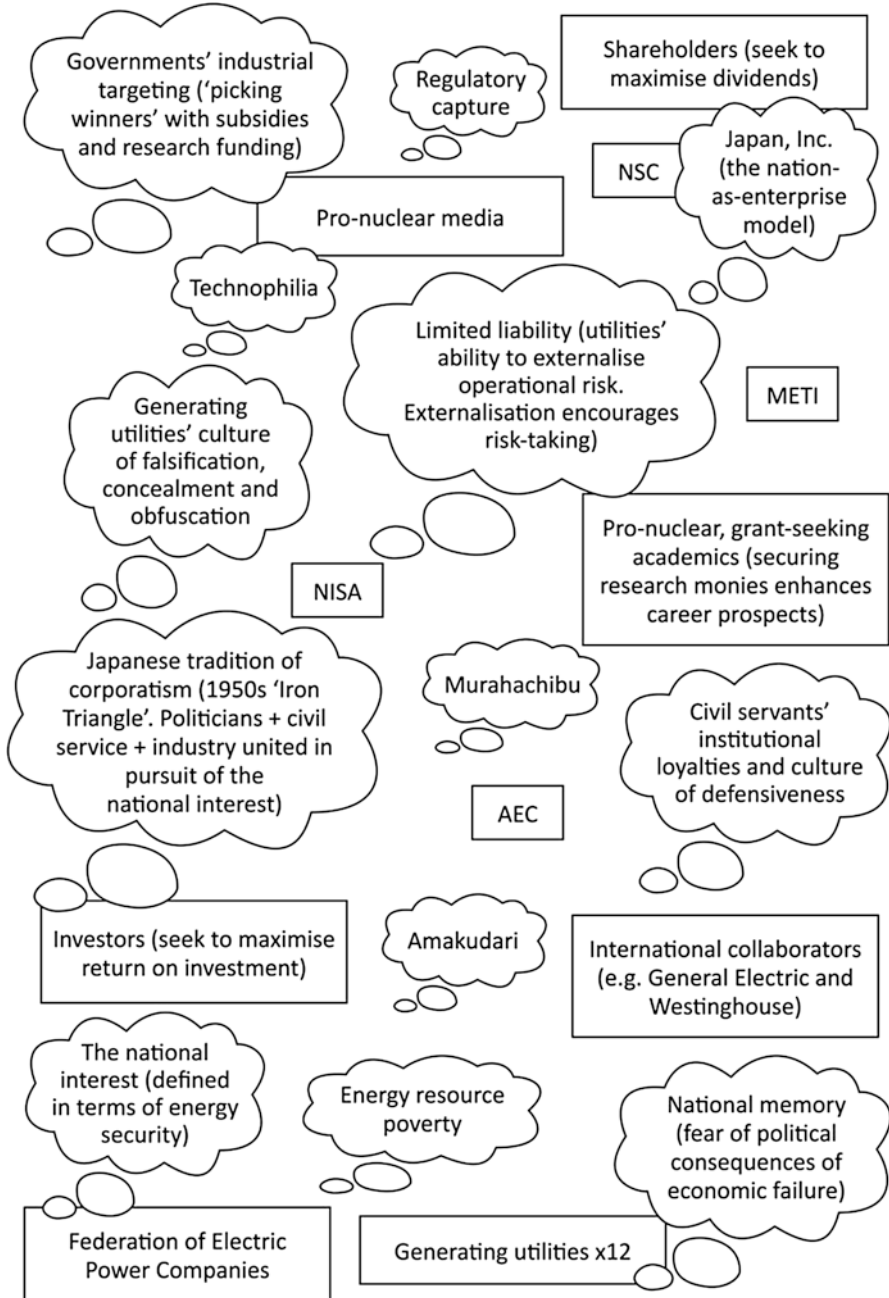 Governments’ industrial
targeting (‘picking
winners’ with subsidies
and research funding)
Regulatory
capture
Shareholders (seek to
maximise dividends)
NSC
Japan, Inc.
(the nation-
as-enterprise
model)
Pro-nuclear media
Technophilia
Limited liability (utilities’
ability to externalise
operational risk.
Externalisation encourages
risk-taking)
METI
Generating
utilities’ culture
of falsification,
concealment and
obfuscation
NISA
Pro-nuclear, grant-seeking
academics (securing
research monies enhances
career prospects)
Japanese tradition of
corporatism (1950s ‘Iron
Triangle’. Politicians + civil
service + industry united in
pursuit of the
national interest)
Murahachibu
Civil servants’
institutional
loyalties and culture
of defensiveness
AEC
Investors (seek to maximise
return on investment)
Amakudari
International collaborators
(e.g. General Electric and
Westinghouse)
The national
interest (defined
in terms of energy
security)
Energy resource
poverty
National memory
(fear of political
consequences of
economic failure)
Federation of Electric
Power Companies
Generating utilities x12